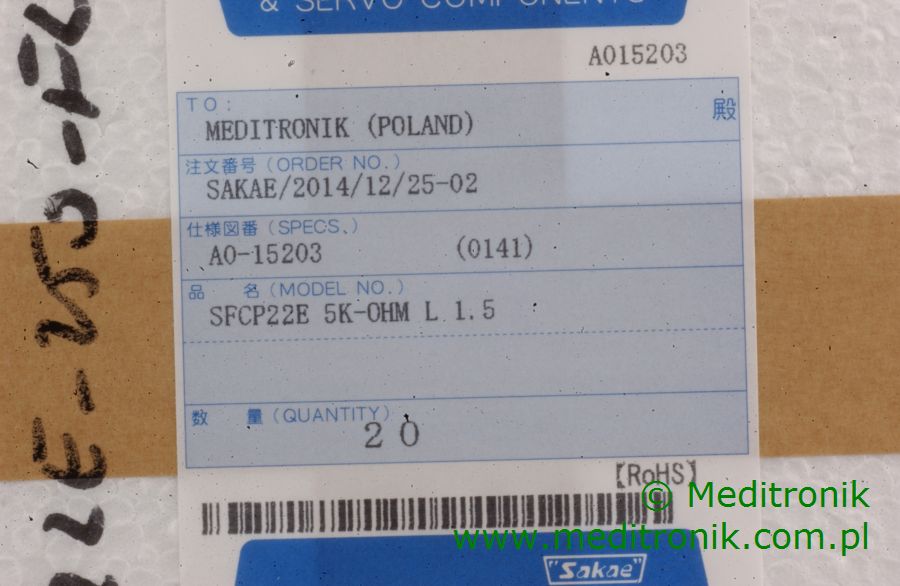 & SERVO COMPONENTS
A015203
TO:
殿
MEDITRONIK (POLAND)
注文番号 (ORDER NO.)
SAKAE/2014/12/25-02
仕様図番 (SPECS.)
AO-15203 (0141)
品 名 (MODEL NO.)
SFCP22E 5K-OHM L 1.5
数 量 (QUANTITY)
20
【RoHS】
© Meditronik
www.meditronik.com.pl
"Sakae"